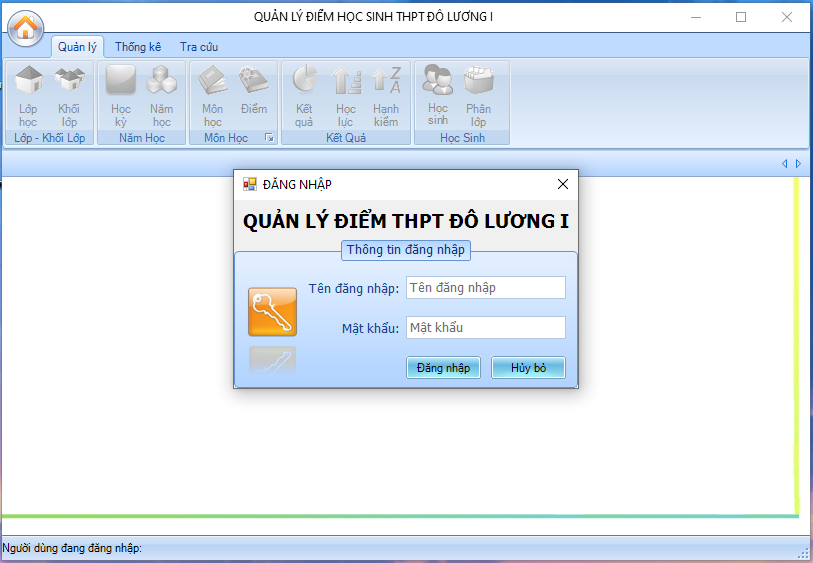 QUẢN LÝ ĐIỂM HỌC SINH THPT ĐÔ LƯƠNG I
Quản lý Thống kê Tra cứu
Lớp học
Khối lớp
Học kỳ
Năm học
Môn học
Điểm
Kết quả
Học lực
Hạnh kiểm
Học sinh
Phân lớp
Lớp - Khối Lớp Năm Học Môn Học Kết Quả Học Sinh
ĐĂNG NHẬP
QUẢN LÝ ĐIỂM THPT ĐÔ LƯƠNG I
Thông tin đăng nhập
Tên đăng nhập: Tên đăng nhập
Mật khẩu: Mật khẩu
Đăng nhập Hủy bỏ
Người dùng đang đăng nhập: